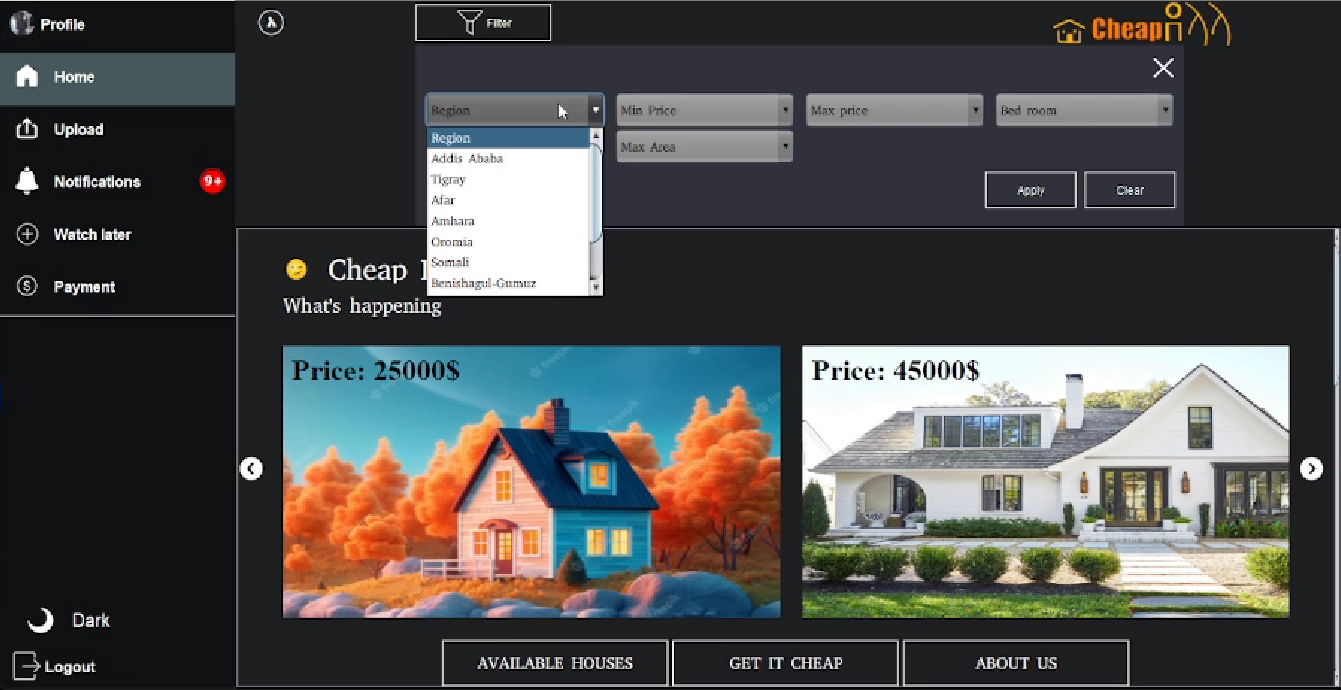 Profile
Home
Upload
Notifications
9+
Watch later
Payment
Dark
Logout
Filter
Cheap
Region
Min Price
Max price
Bed room
Max Area
Region
Addis Ababa
Tigray
Afar
Amhara
Oromia
Somali
Benishagul-Gumuz
Apply
Clear
Cheap
What's happening
Price: 25000$
Price: 45000$
AVAILABLE HOUSES
GET IT CHEAP
ABOUT US